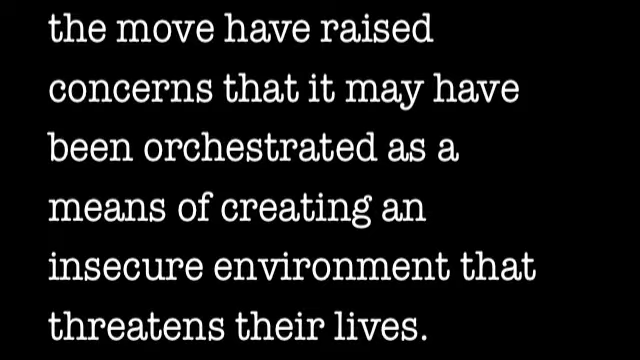 the move have raised
concerns that it may have
been orchestrated as a
means of creating an
insecure environment that
threatens their lives.